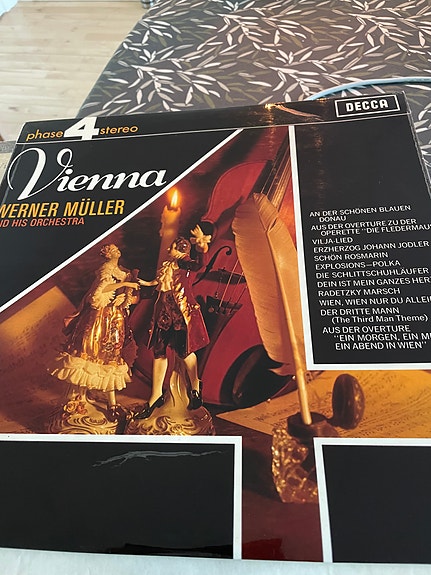 phase 4 stereo
DECCA
Vienna
WERNER MÜLLER
AND HIS ORCHESTRA
AN DER SCHÖNEN BLAUEN
DONAU
AUS DER OVERTURE ZU DER
OPERETTE "DIE FLEDERMAUS
VILJA-LIED
ERZHERZOG JOHANN JODLER
SCHÖN ROSMARIN
EXPLOSIONS–POLKA
DIE SCHLITTSCHUHLÄUFER
DEIN IST MEIN GANZES HERZ
RADETZKY MARSCH
WIEN, WIEN NUR DU ALLEIN
DER DRITTE MANN
(The Third Man Theme)
AUS DER OVERTURE
"EIN MORGEN, EIN
EIN ABEND IN WIEN"